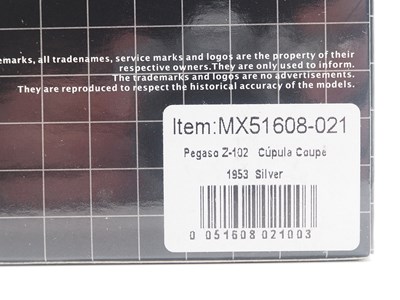 emarks, all tradenames, service marks and logos are the property of their
respective owners.They are only used to inform.
The trademarks and logos are no advertisements.
They are reproduced to respect the historical accuracy of the models.
Item:MX51608-021
Pegaso Z-102 Cúpula Coupé
1953 Silver
0 051608 021003